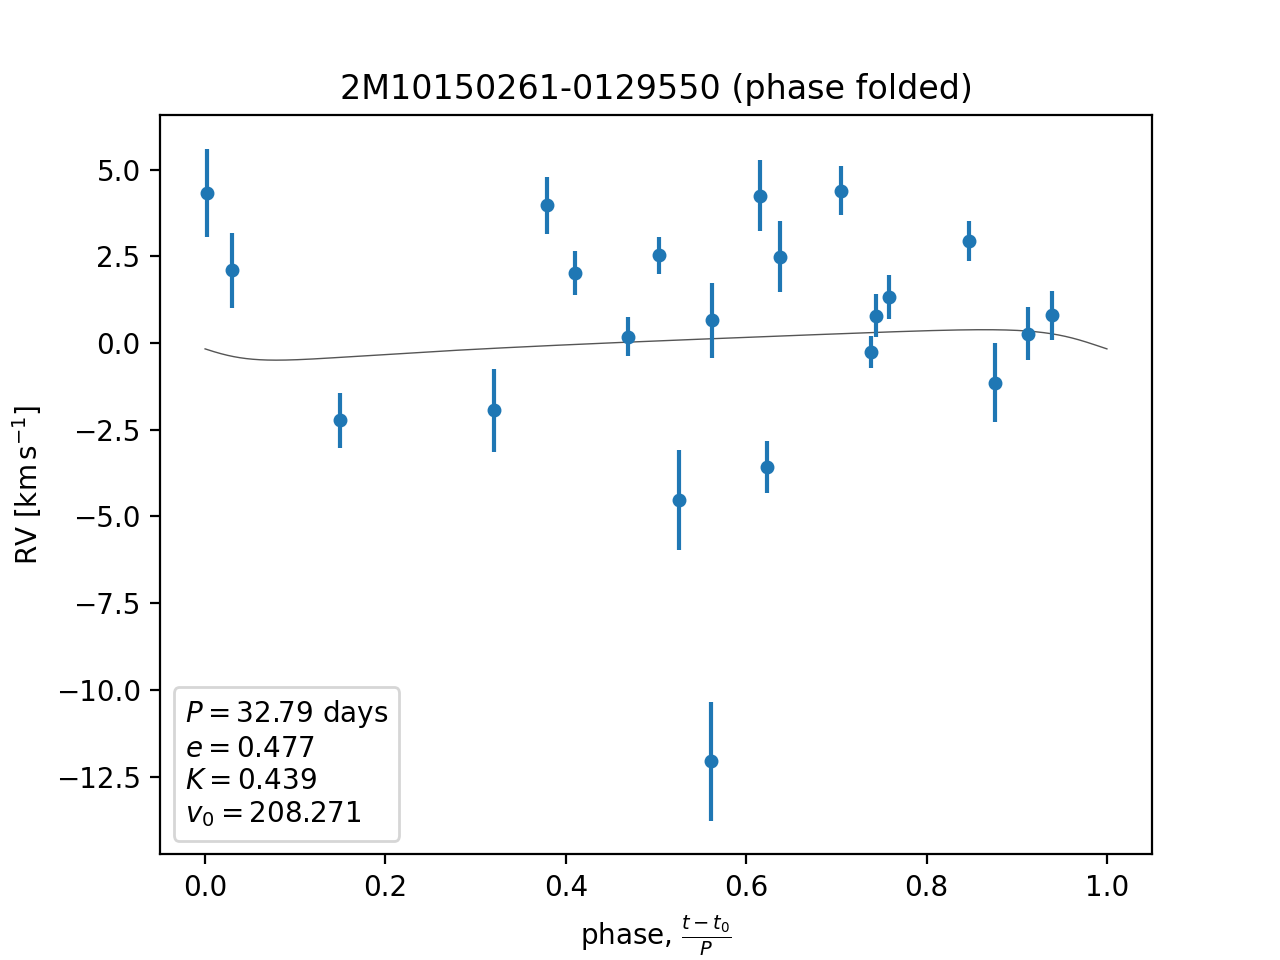 2M10150261-0129550 (phase folded)
RV [km s⁻¹]
5.0
2.5
0.0
−2.5
−5.0
−7.5
−10.0
−12.5
P = 32.79 days
e = 0.477
K = 0.439
v₀ = 208.271
0.0 0.2 0.4 0.6 0.8 1.0
phase, (t − t₀)/P